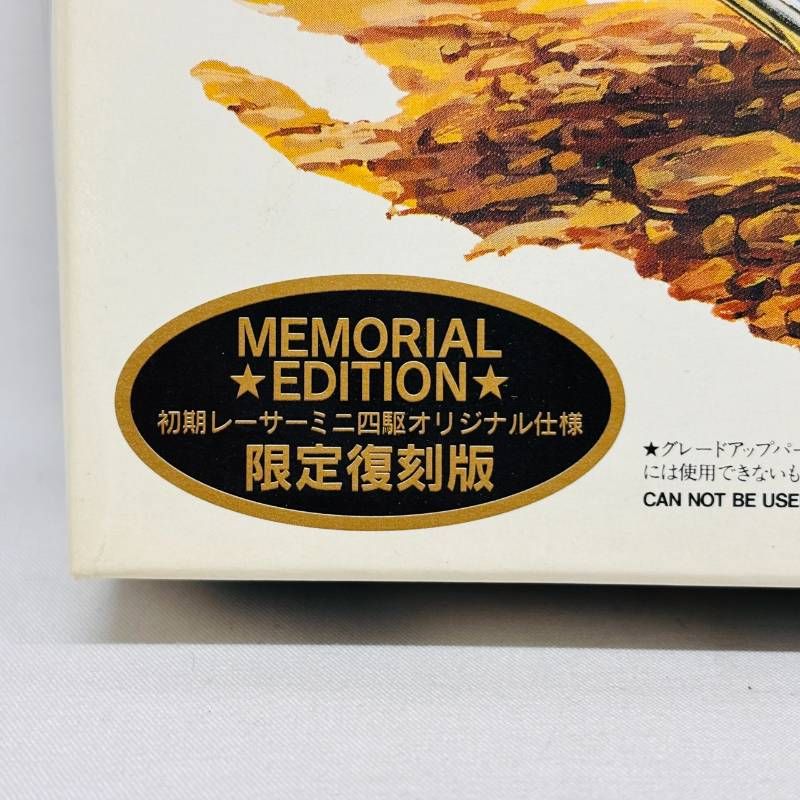 MEMORIAL
★EDITION★
初期レーサーミニ四駆オリジナル仕様
限定復刻版
★グレードアップパー
には使用できないも
CAN NOT BE USE